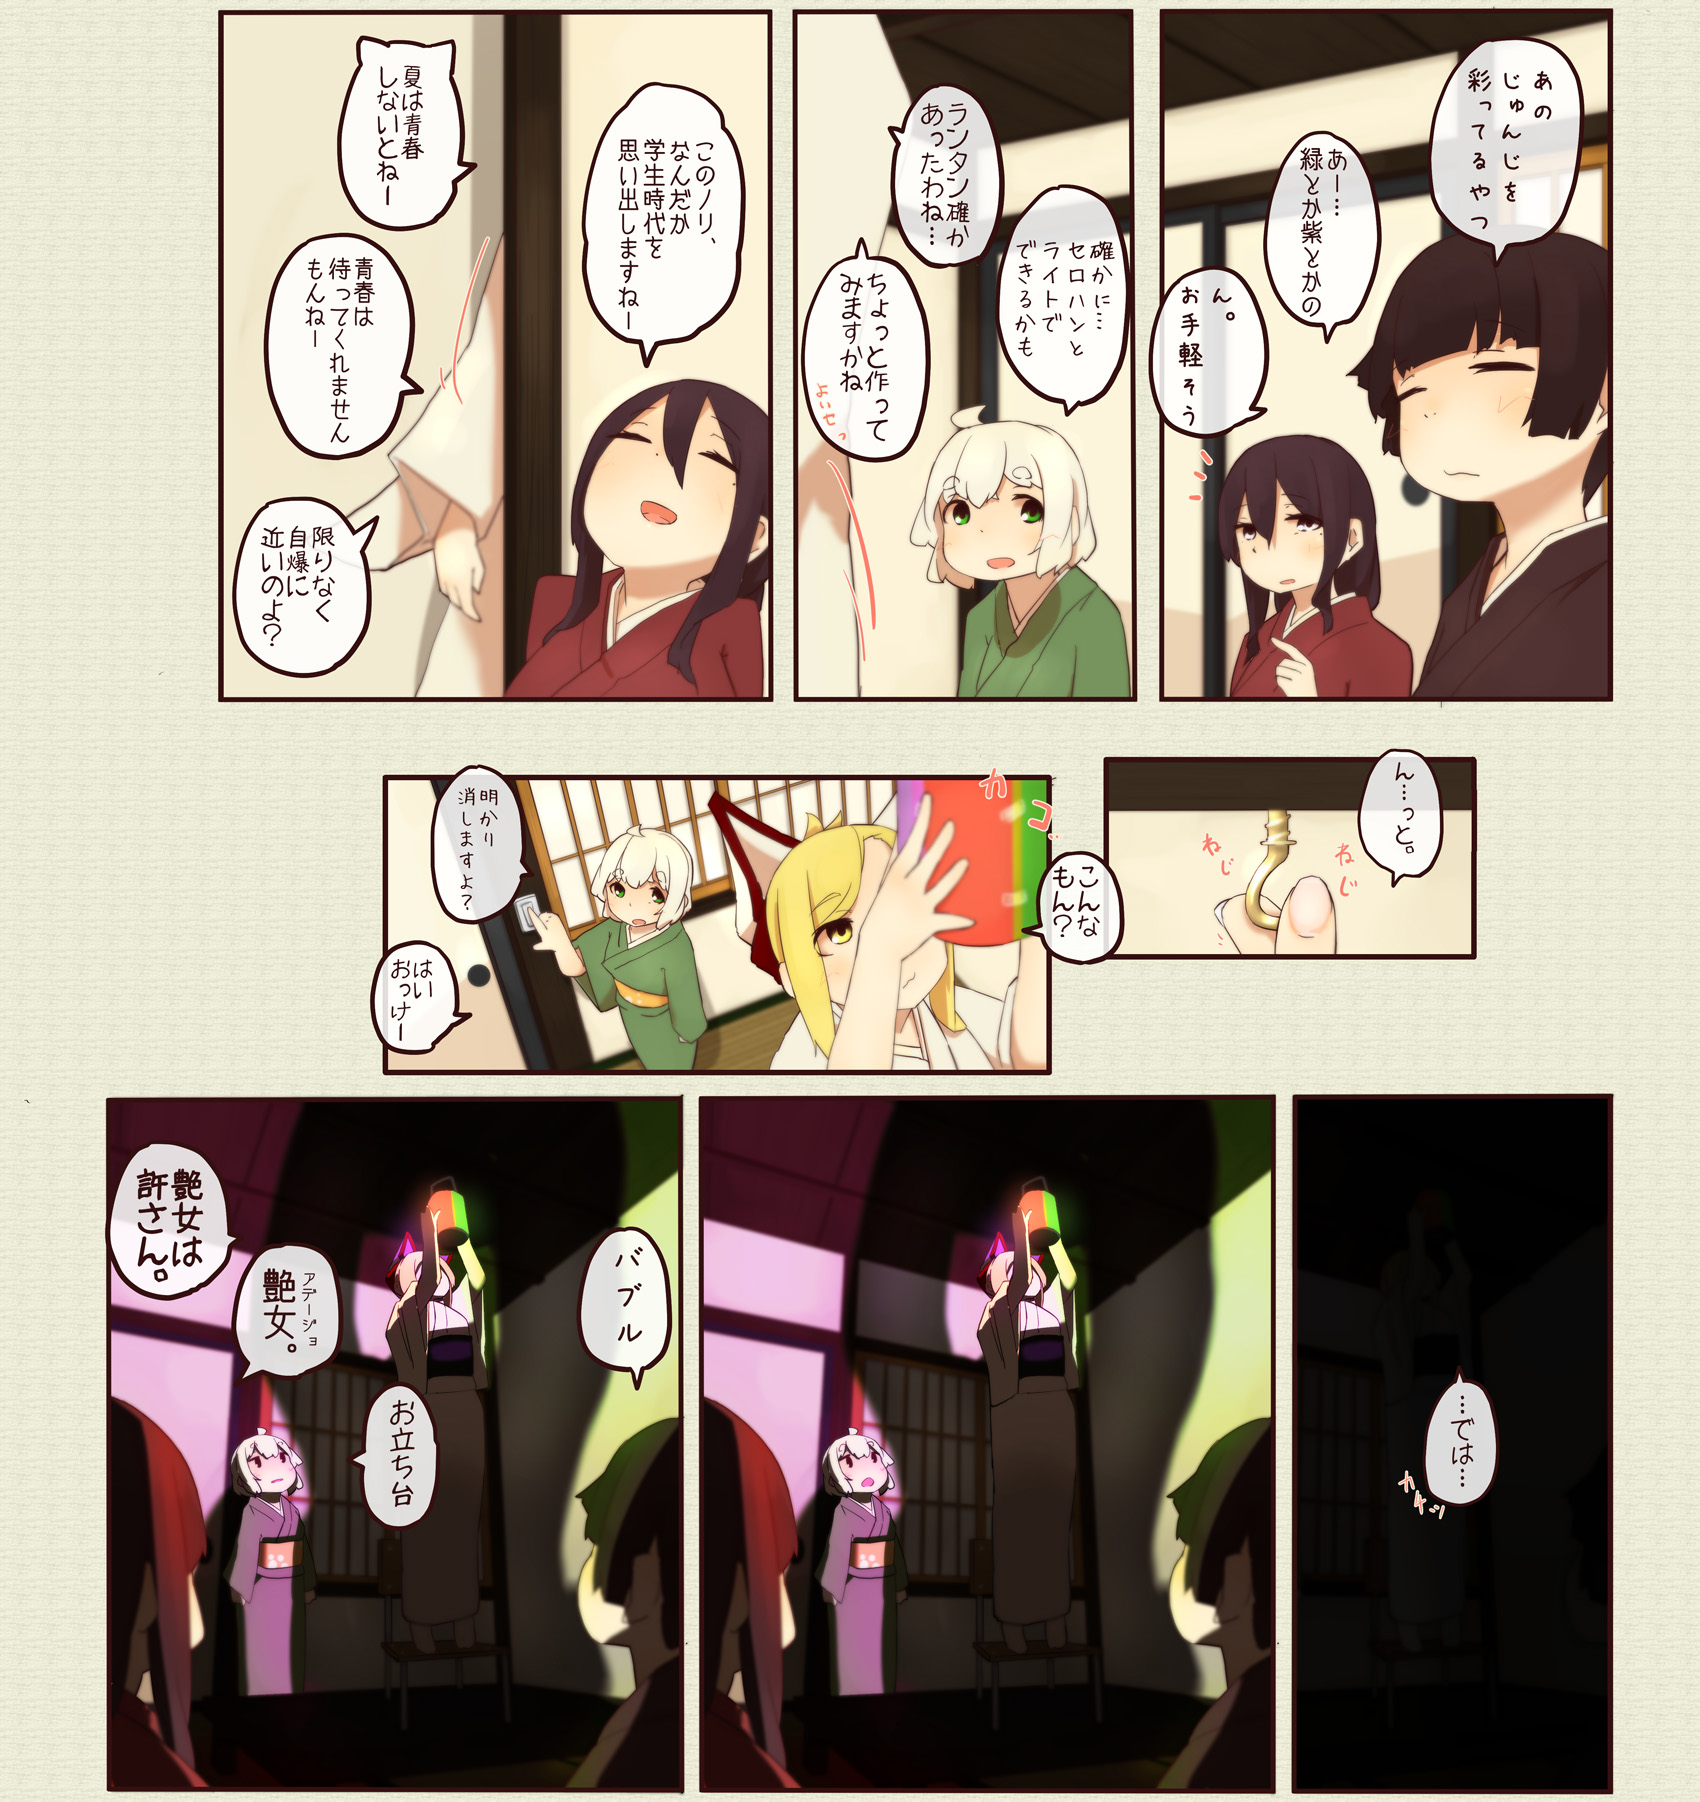 あの
じゅんじを
彩ってるやつ
あー…
緑とか紫とかの
ん。
お手軽そう
確かに…
セロハンと
ライトで
できるかも
ランタン確か
あったわね…
ちょっと作って
みますかね
よいせっ
このノリ、
なんだか
学生時代を
思い出しますねー
夏は青春
しないとねー
青春は
待ってくれません
もんねー
限りなく
自爆に
近いのよ？
ん…っと。
ねじ
ねじ
カコ゛…
こんな
もん？
明かり
消しますよ？
はい
おっけー
…では…
カチッ
バブル
お立ち台
アデージョ
艶女。
艶女は
許さん。